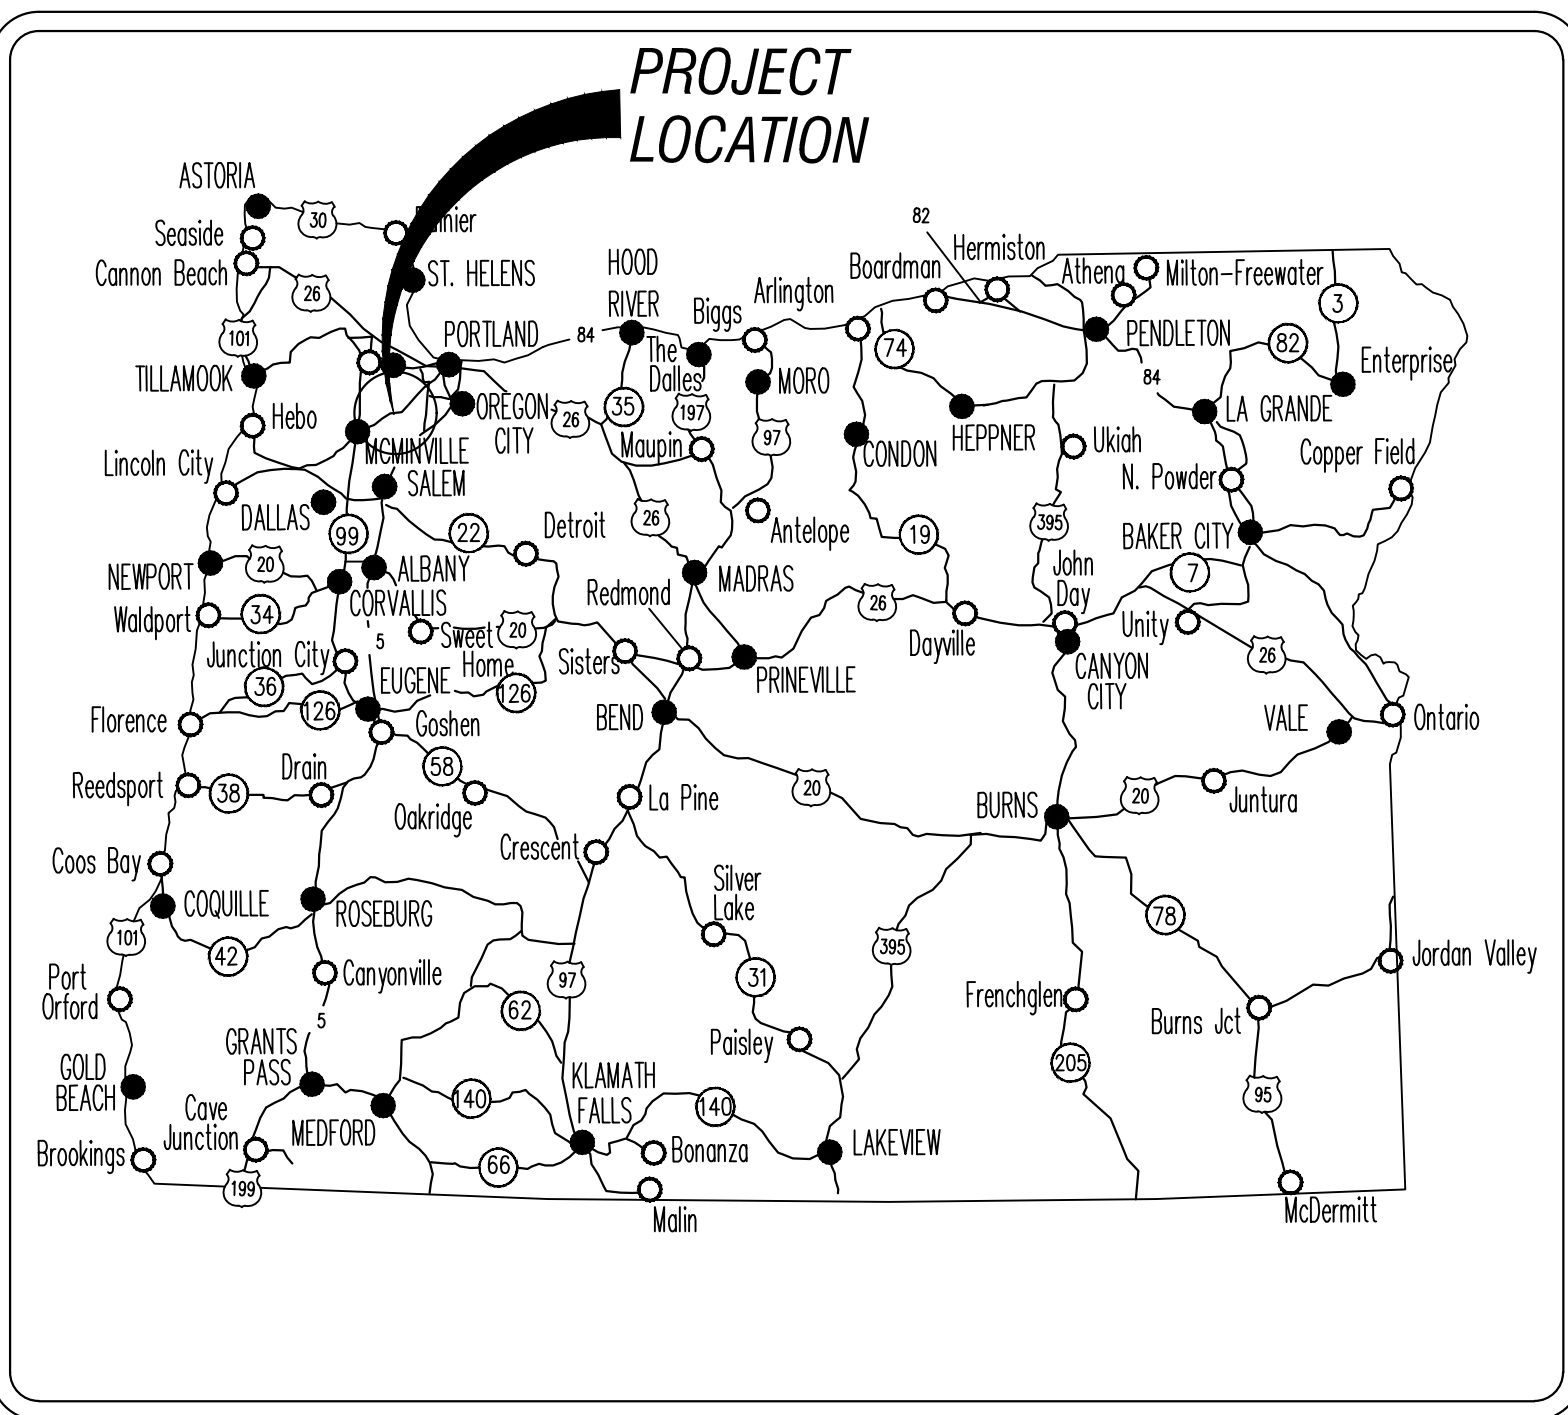 PROJECT
LOCATION
ASTORIA
30
Seaside
Cannon Beach
26
ST. HELENS
101
TILLAMOOK
PORTLAND
84
HOOD
RIVER
Biggs
Arlington
Boardman
82
Hermiston
Athena
Milton-Freewater
3
PENDLETON
82
Enterprise
84
LA GRANDE
74
The
Dalles
MORO
35
197
97
26
OREGON
CITY
Hebo
MCMINVILLE
Maupin
CONDON
HEPPNER
Ukiah
Copper Field
N. Powder
Lincoln City
SALEM
DALLAS
99
22
Detroit
26
Antelope
19
395
BAKER CITY
7
NEWPORT
20
ALBANY
CORVALLIS
Redmond
MADRAS
26
John
Day
Waldport
34
5
Sweet
Home
20
Sisters
Dayville
Unity
26
Junction City
36
EUGENE
126
126
PRINEVILLE
CANYON
CITY
Florence
Goshen
BEND
VALE
Ontario
Reedsport
38
Drain
58
Oakridge
La Pine
20
BURNS
20
Juntura
Coos Bay
Crescent
Silver
Lake
COQUILLE
ROSEBURG
101
42
395
78
Port
Orford
Canyonville
97
31
Frenchglen
Jordan Valley
5
62
Paisley
Burns Jct
GRANTS
PASS
GOLD
BEACH
KLAMATH
FALLS
205
95
Cave
Junction
MEDFORD
140
140
Brookings
66
Bonanza
LAKEVIEW
199
Malin
McDermitt